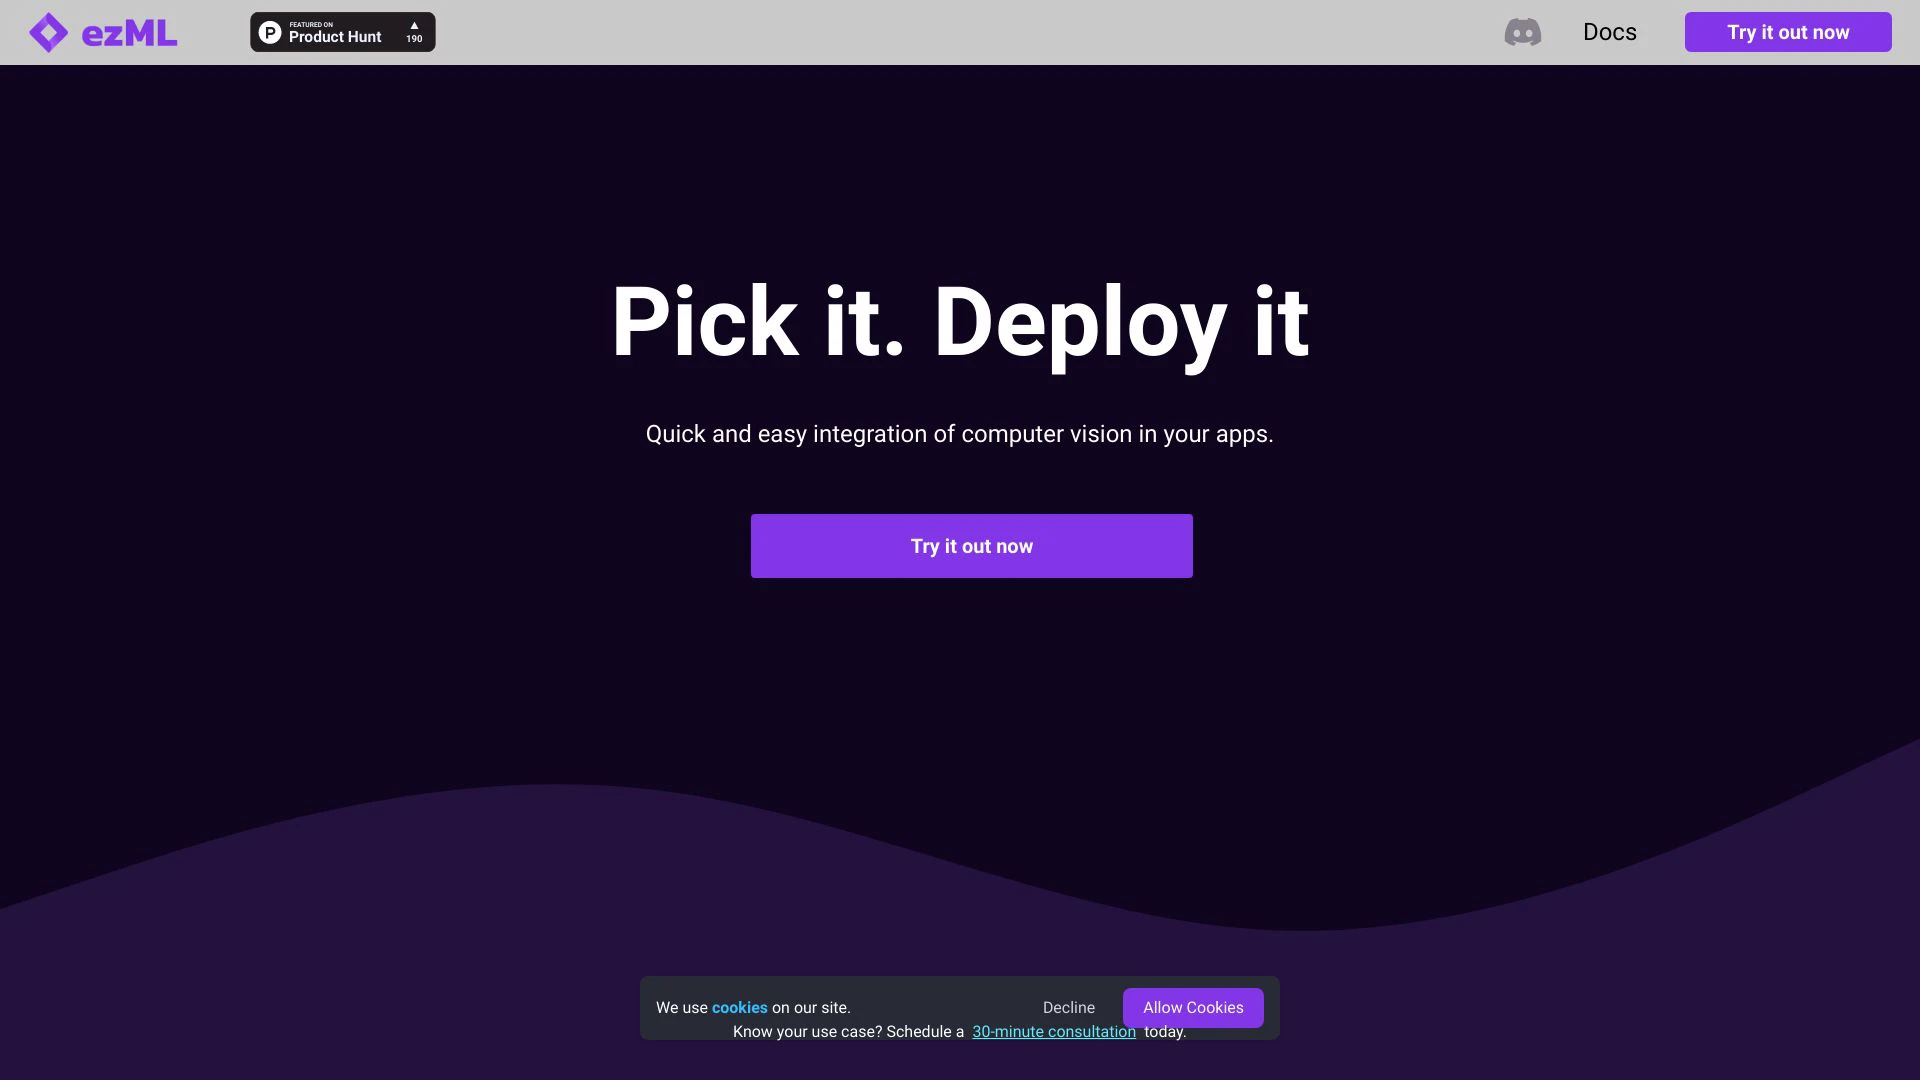 ezML
FEATURED ON
Product Hunt
190
Docs
Try it out now
Pick it. Deploy it
Quick and easy integration of computer vision in your apps.
Try it out now
We use cookies on our site.
Decline
Allow Cookies
Know your use case? Schedule a 30-minute consultation today.